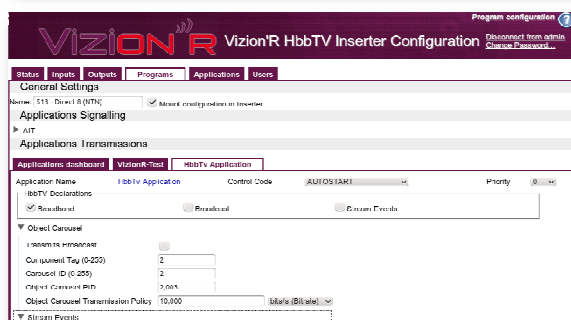 Program configuration ?
VIZION'R Vizion'R HbbTV Inserter Configuration Disconnect from admin
Change Password...
Status Inputs Outputs Programs Applications Users
General Settings
Name: 513 - Direct 8 (NTN) Mount configuration in Inserter
Applications Signalling
AIT
Applications Transmissions
Applications dashboard VizionR-Test HbbTv Application
Application Name HbbTv Application Control Code AUTOSTART Priority 0
HbbTV Declarations
Broadband Broadcast Stream Events
Object Carousel
Transmits Broadcast
Component Tag (0-255) 2
Carousel ID (0-255) 2
Object Carousel PID 2,003
Object Carousel Transmission Policy 10,000 bits/s (Bitrate)
Stream Events